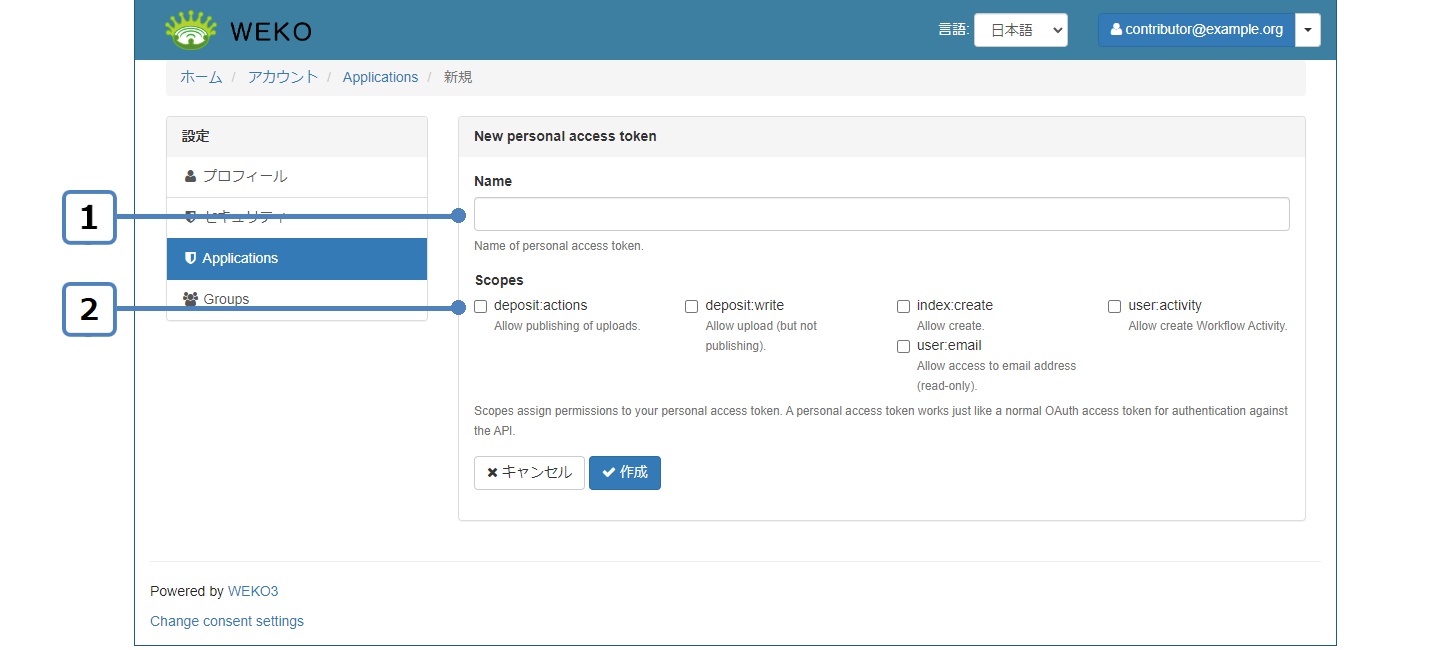 WEKO
言語: 日本語 contributor@example.org
ホーム / アカウント / Applications / 新規
設定
プロフィール
セキュリティ
Applications
Groups
1
2
New personal access token
Name
Name of personal access token.
Scopes
deposit:actions
Allow publishing of uploads.
deposit:write
Allow upload (but not
publishing).
index:create
Allow create.
user:email
Allow access to email address
(read-only).
user:activity
Allow create Workflow Activity.
Scopes assign permissions to your personal access token. A personal access token works just like a normal OAuth access token for authentication against
the API.
キャンセル 作成
Powered by WEKO3
Change consent settings